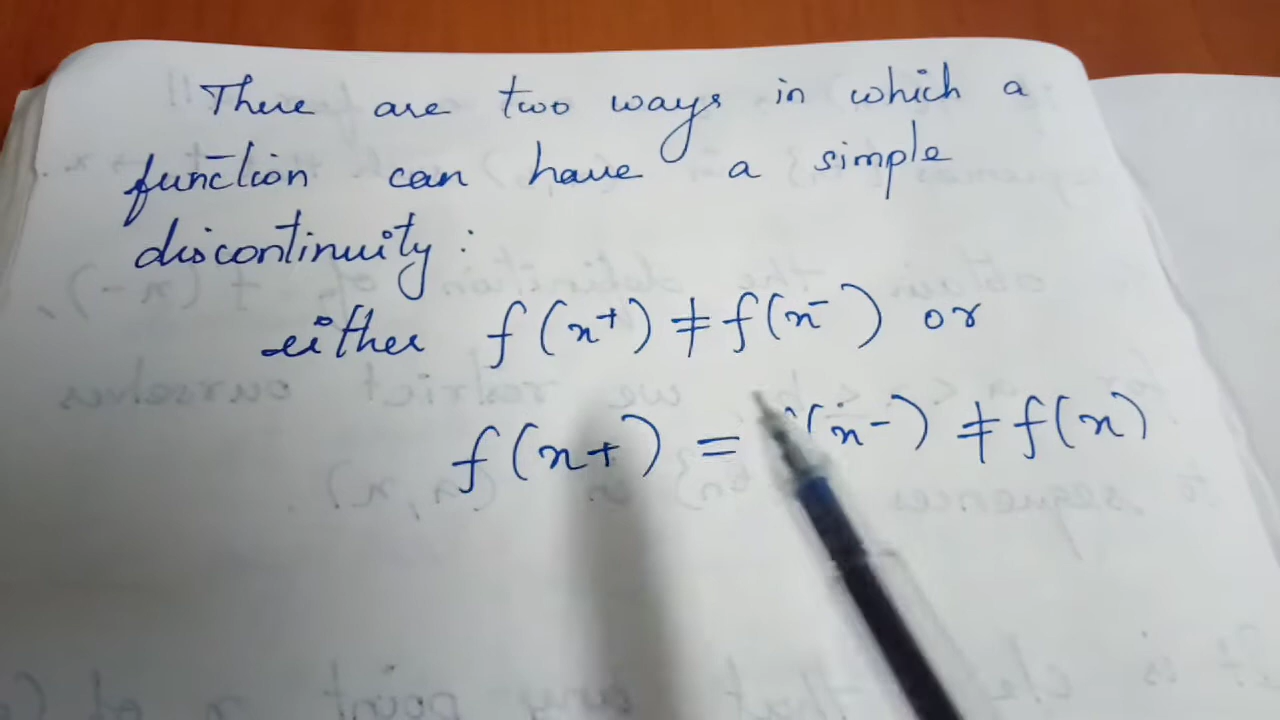 There are two ways in which a
function can have a simple
discontinuity :
either f(x+) ≠ f(x-) or
f(x+) = (x-) ≠ f(x)